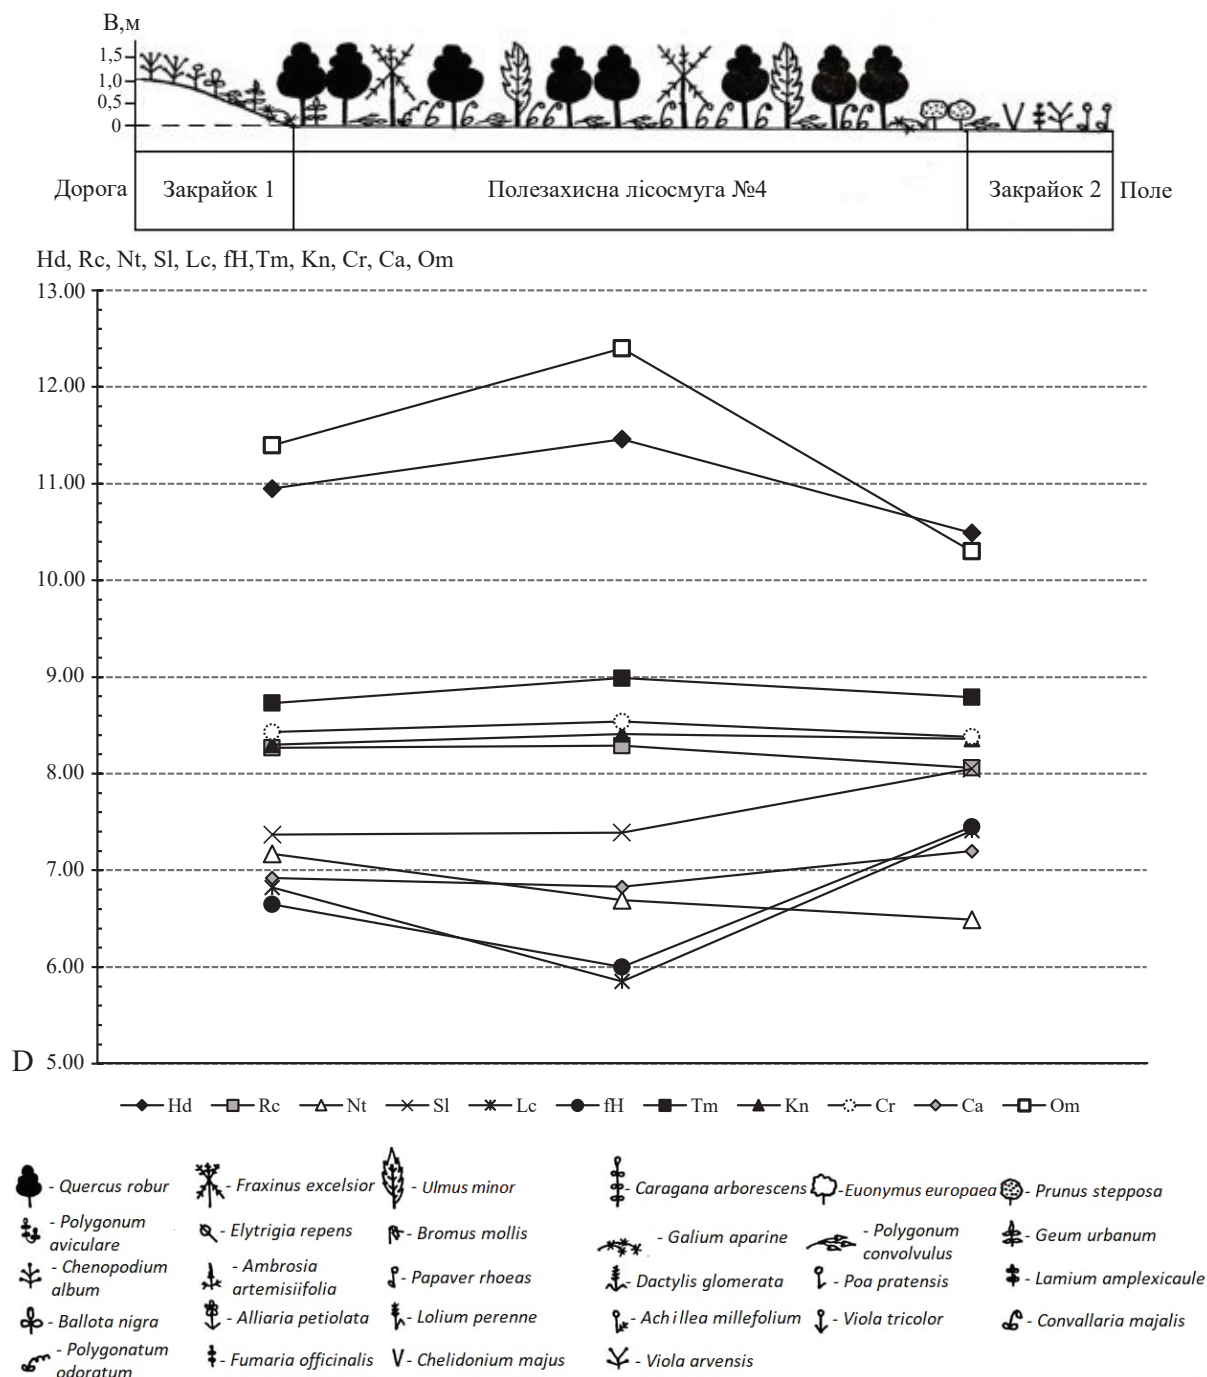 В,м
1,5
1,0
0,5
0
Дорога Закрайок 1 Полезахисна лісосмуга №4 Закрайок 2 Поле
Hd, Rc, Nt, Sl, Lc, fH,Tm, Kn, Cr, Ca, Om
13.00
12.00
11.00
10.00
9.00
8.00
7.00
6.00
D 5.00
Hd Rc Nt Sl Lc fH Tm Kn Cr Ca Om
- Quercus robur - Fraxinus excelsior - Ulmus minor - Caragana arborescens - Euonymus europaea - Prunus stepposa
- Polygonum
aviculare - Elytrigia repens - Bromus mollis - Galium aparine - Polygonum
convolvulus - Geum urbanum
- Chenopodium
album - Ambrosia
artemisiifolia - Papaver rhoeas - Dactylis glomerata - Poa pratensis - Lamium amplexicaule
- Ballota nigra - Alliaria petiolata - Lolium perenne - Achillea millefolium - Viola tricolor - Convallaria majalis
- Polygonatum
odoratum - Fumaria officinalis - Chelidonium majus - Viola arvensis